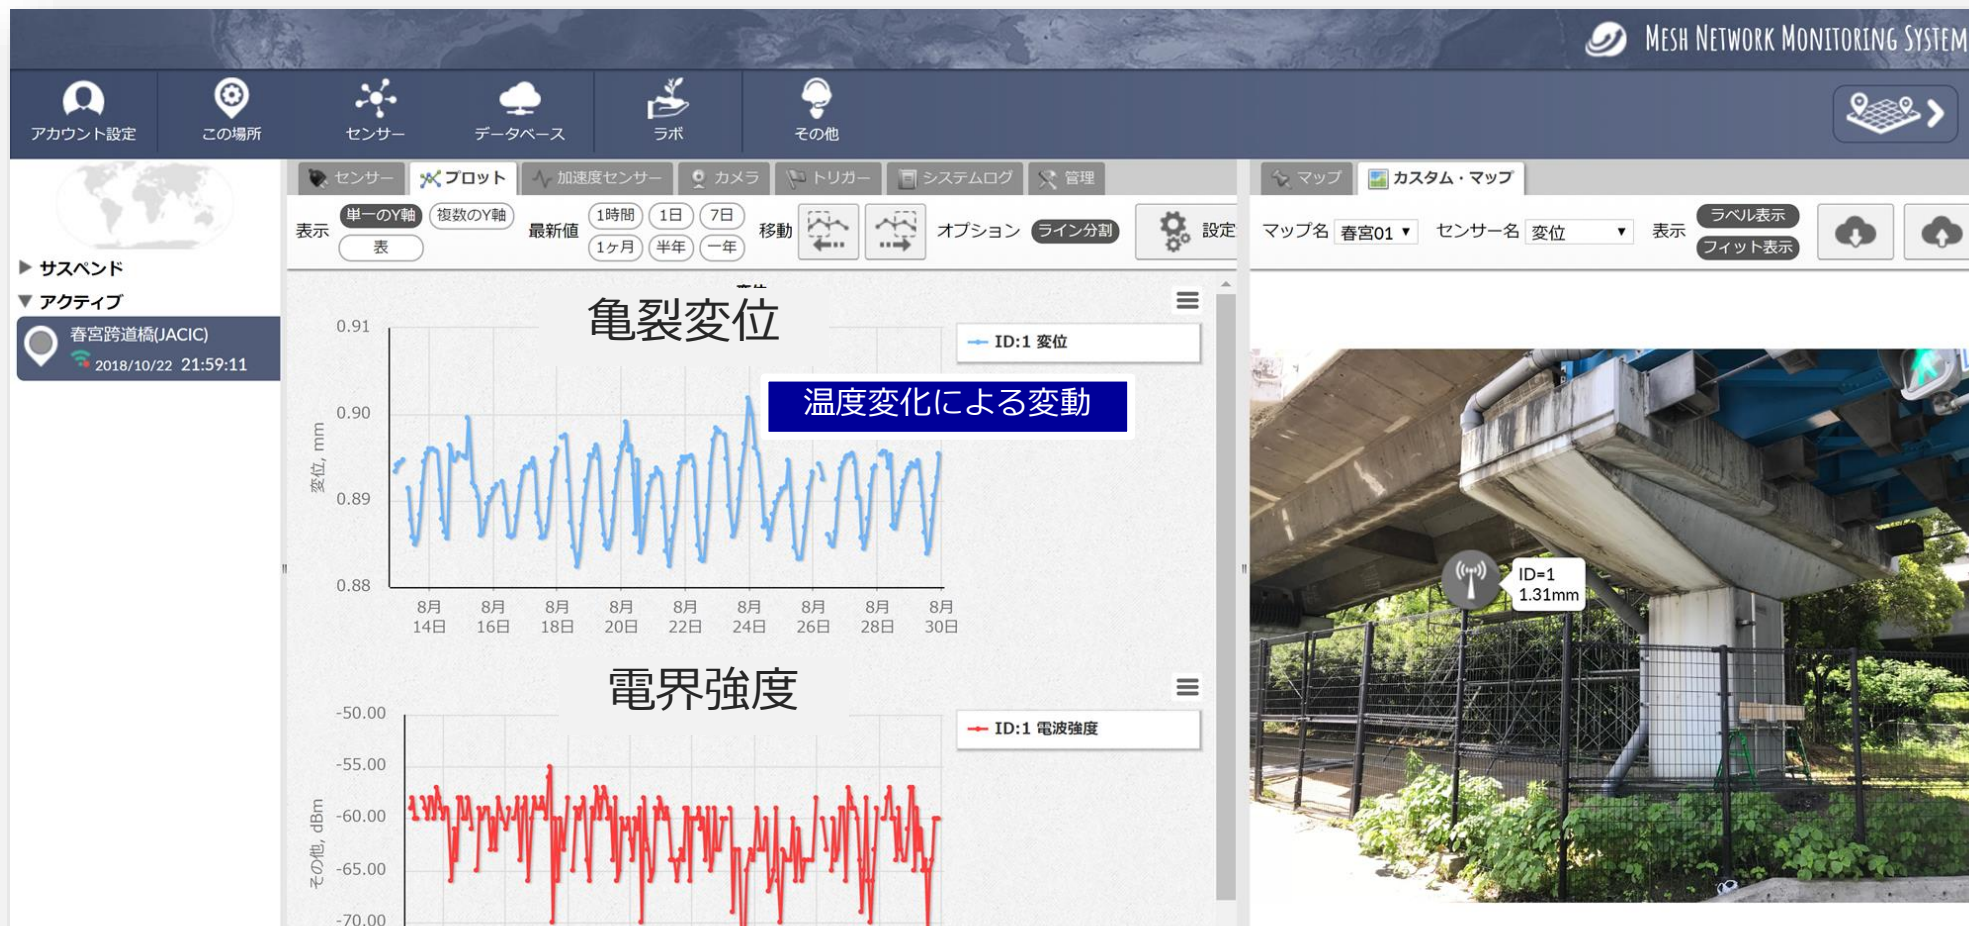 MESH NETWORK MONITORING SYSTEM
アカウント設定 この場所 センサー データベース ラボ その他
センサー プロット 加速度センサー カメラ トリガー システムログ 管理
マップ カスタム・マップ
表示 単一のY軸 複数のY軸 表
最新値 1時間 1日 7日 1ヶ月 半年 一年
移動 オプション ライン分割 設定
マップ名 春宮01 センサー名 変位 表示 ラベル表示 フィット表示
サスペンド
アクティブ
春宮跨道橋(JACIC)
2018/10/22 21:59:11
亀裂変位
ID:1 変位
温度変化による変動
変位, mm
0.91
0.90
0.89
0.88
8月14日 8月16日 8月18日 8月20日 8月22日 8月24日 8月26日 8月28日 8月30日
電界強度
ID:1 電波強度
その他, dBm
-50.00
-55.00
-60.00
-65.00
-70.00
ID=1
1.31mm